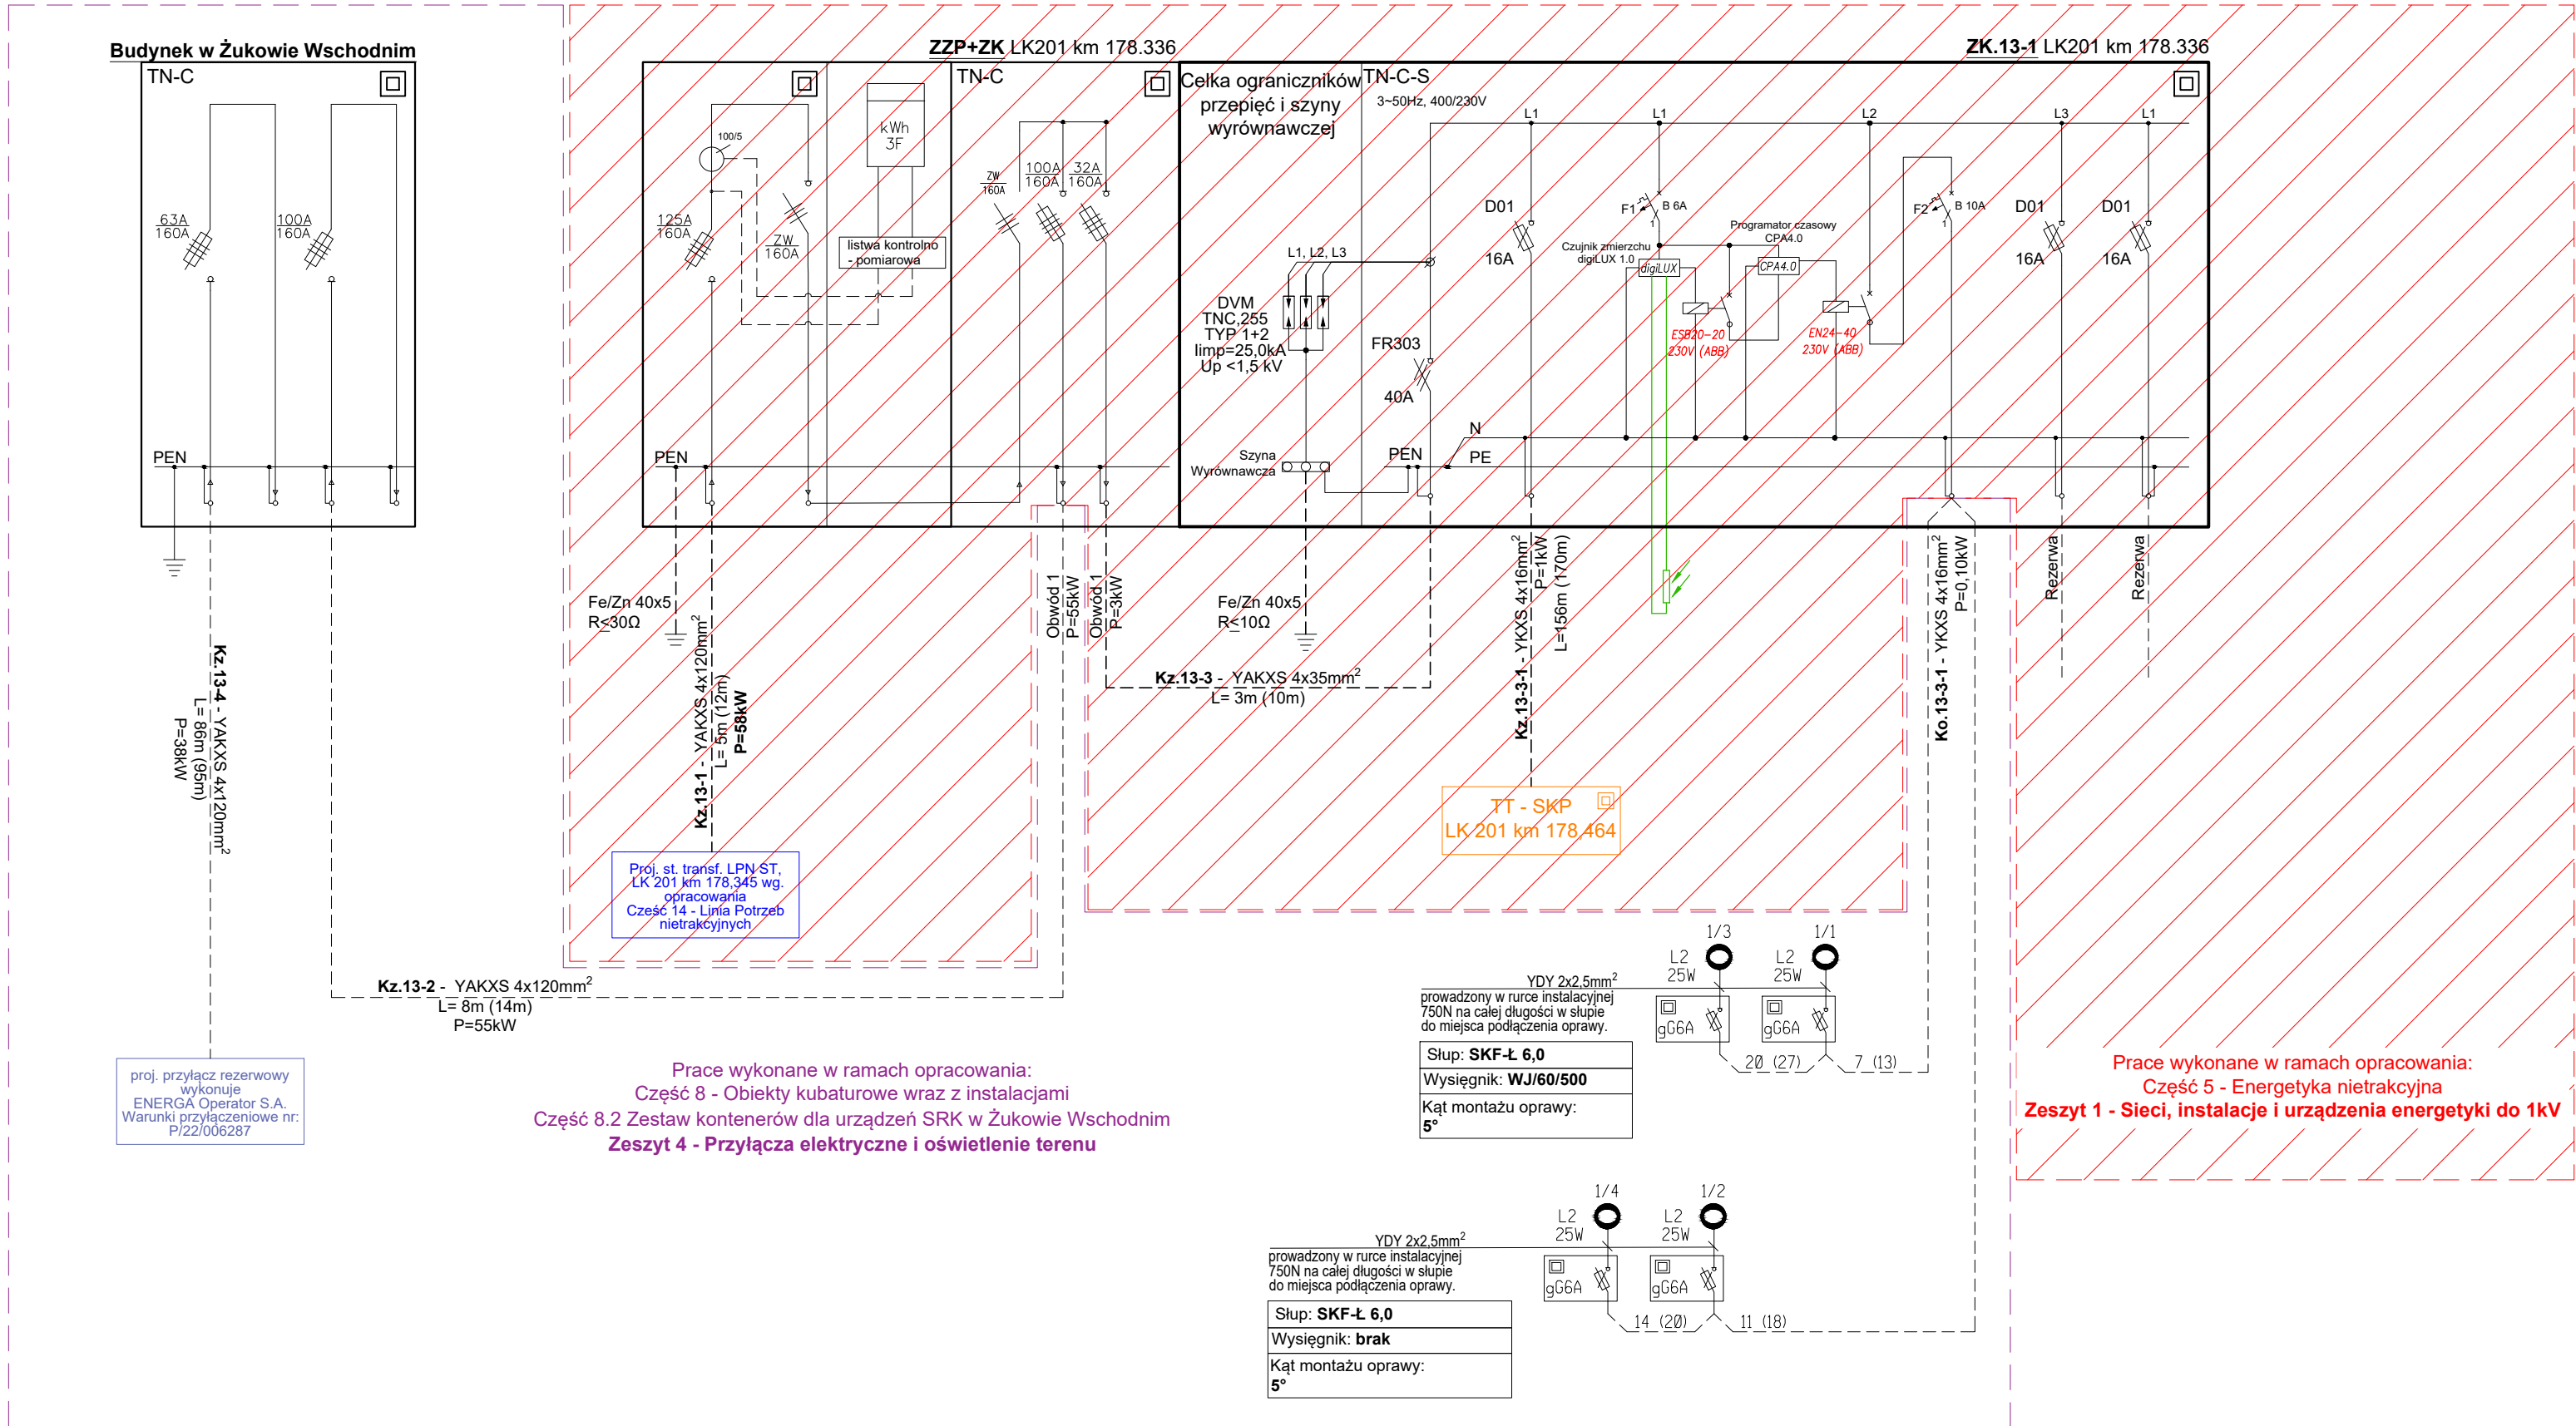 Budynek w Żukowie Wschodnim
TN-C
63A
160A
100A
160A
PEN
Kz.13-4 - YAKXS 4x120mm²
L= 86m (95m)
P=38kW
proj. przyłącz rezerwowy
wykonuje
ENERGA Operator S.A.
Warunki przyłączeniowe nr:
P/22/006287
Kz.13-2 - YAKXS 4x120mm²
L= 8m (14m)
P=55kW
ZZP+ZK LK201 km 178.336
100/5
125A
160A
ZW
160A
kWh
3F
listwa kontrolno
- pomiarowa
PEN
TN-C
ZW
160A
100A
160A
32A
160A
Fe/Zn 40x5
R≤30Ω
Kz.13-1 - YAKXS 4x120mm²
L= 5m (12m)
P=58kW
Proj. st. transf. LPN ST,
LK 201 km 178,345 wg.
opracowania
Cześć 14 - Linia Potrzeb
nietrakcyjnych
Obwód 1
P=55kW
Obwód 1
P=3kW
Kz.13-3 - YAKXS 4x35mm²
L= 3m (10m)
ZK.13-1 LK201 km 178.336
Celka ograniczników
przepięć i szyny
wyrównawczej
TN-C-S
3~50Hz, 400/230V
L1, L2, L3
DVM
TNC,255
TYP 1+2
limp=25,0kA
Up <1,5 kV
Szyna
Wyrównawcza
Fe/Zn 40x5
R≤10Ω
FR303
40A
PEN
N
PE
L1
D01
16A
L1
F1
B 6A
1
Czujnik zmierzchu
digiLUX 1.0
digiLUX
Programator czasowy
CPA4.0
CPA4.0
ESB20-20
230V (ABB)
L2
EN24-40
230V (ABB)
F2
B 10A
1
L3
D01
16A
L1
D01
16A
Kz.13-3-1 - YKXS 4x16mm²
P=1kW
L=156m (170m)
TT - SKP
LK 201 km 178,464
Ko.13-3-1 - YKXS 4x16mm²
P=0,10kW
Rezerwa
Rezerwa
1/3
L2
25W
1/1
L2
25W
YDY 2x2,5mm²
prowadzony w rurce instalacyjnej
750N na całej długości w słupie
do miejsca podłączenia oprawy.
gG6A
gG6A
20 (27)
7 (13)
Słup: SKF-Ł 6,0
Wysięgnik: WJ/60/500
Kąt montażu oprawy:
5°
1/4
L2
25W
1/2
L2
25W
YDY 2x2,5mm²
prowadzony w rurce instalacyjnej
750N na całej długości w słupie
do miejsca podłączenia oprawy.
gG6A
gG6A
14 (20)
11 (18)
Słup: SKF-Ł 6,0
Wysięgnik: brak
Kąt montażu oprawy:
5°
Prace wykonane w ramach opracowania:
Część 8 - Obiekty kubaturowe wraz z instalacjami
Część 8.2 Zestaw kontenerów dla urządzeń SRK w Żukowie Wschodnim
Zeszyt 4 - Przyłącza elektryczne i oświetlenie terenu
Prace wykonane w ramach opracowania:
Część 5 - Energetyka nietrakcyjna
Zeszyt 1 - Sieci, instalacje i urządzenia energetyki do 1kV